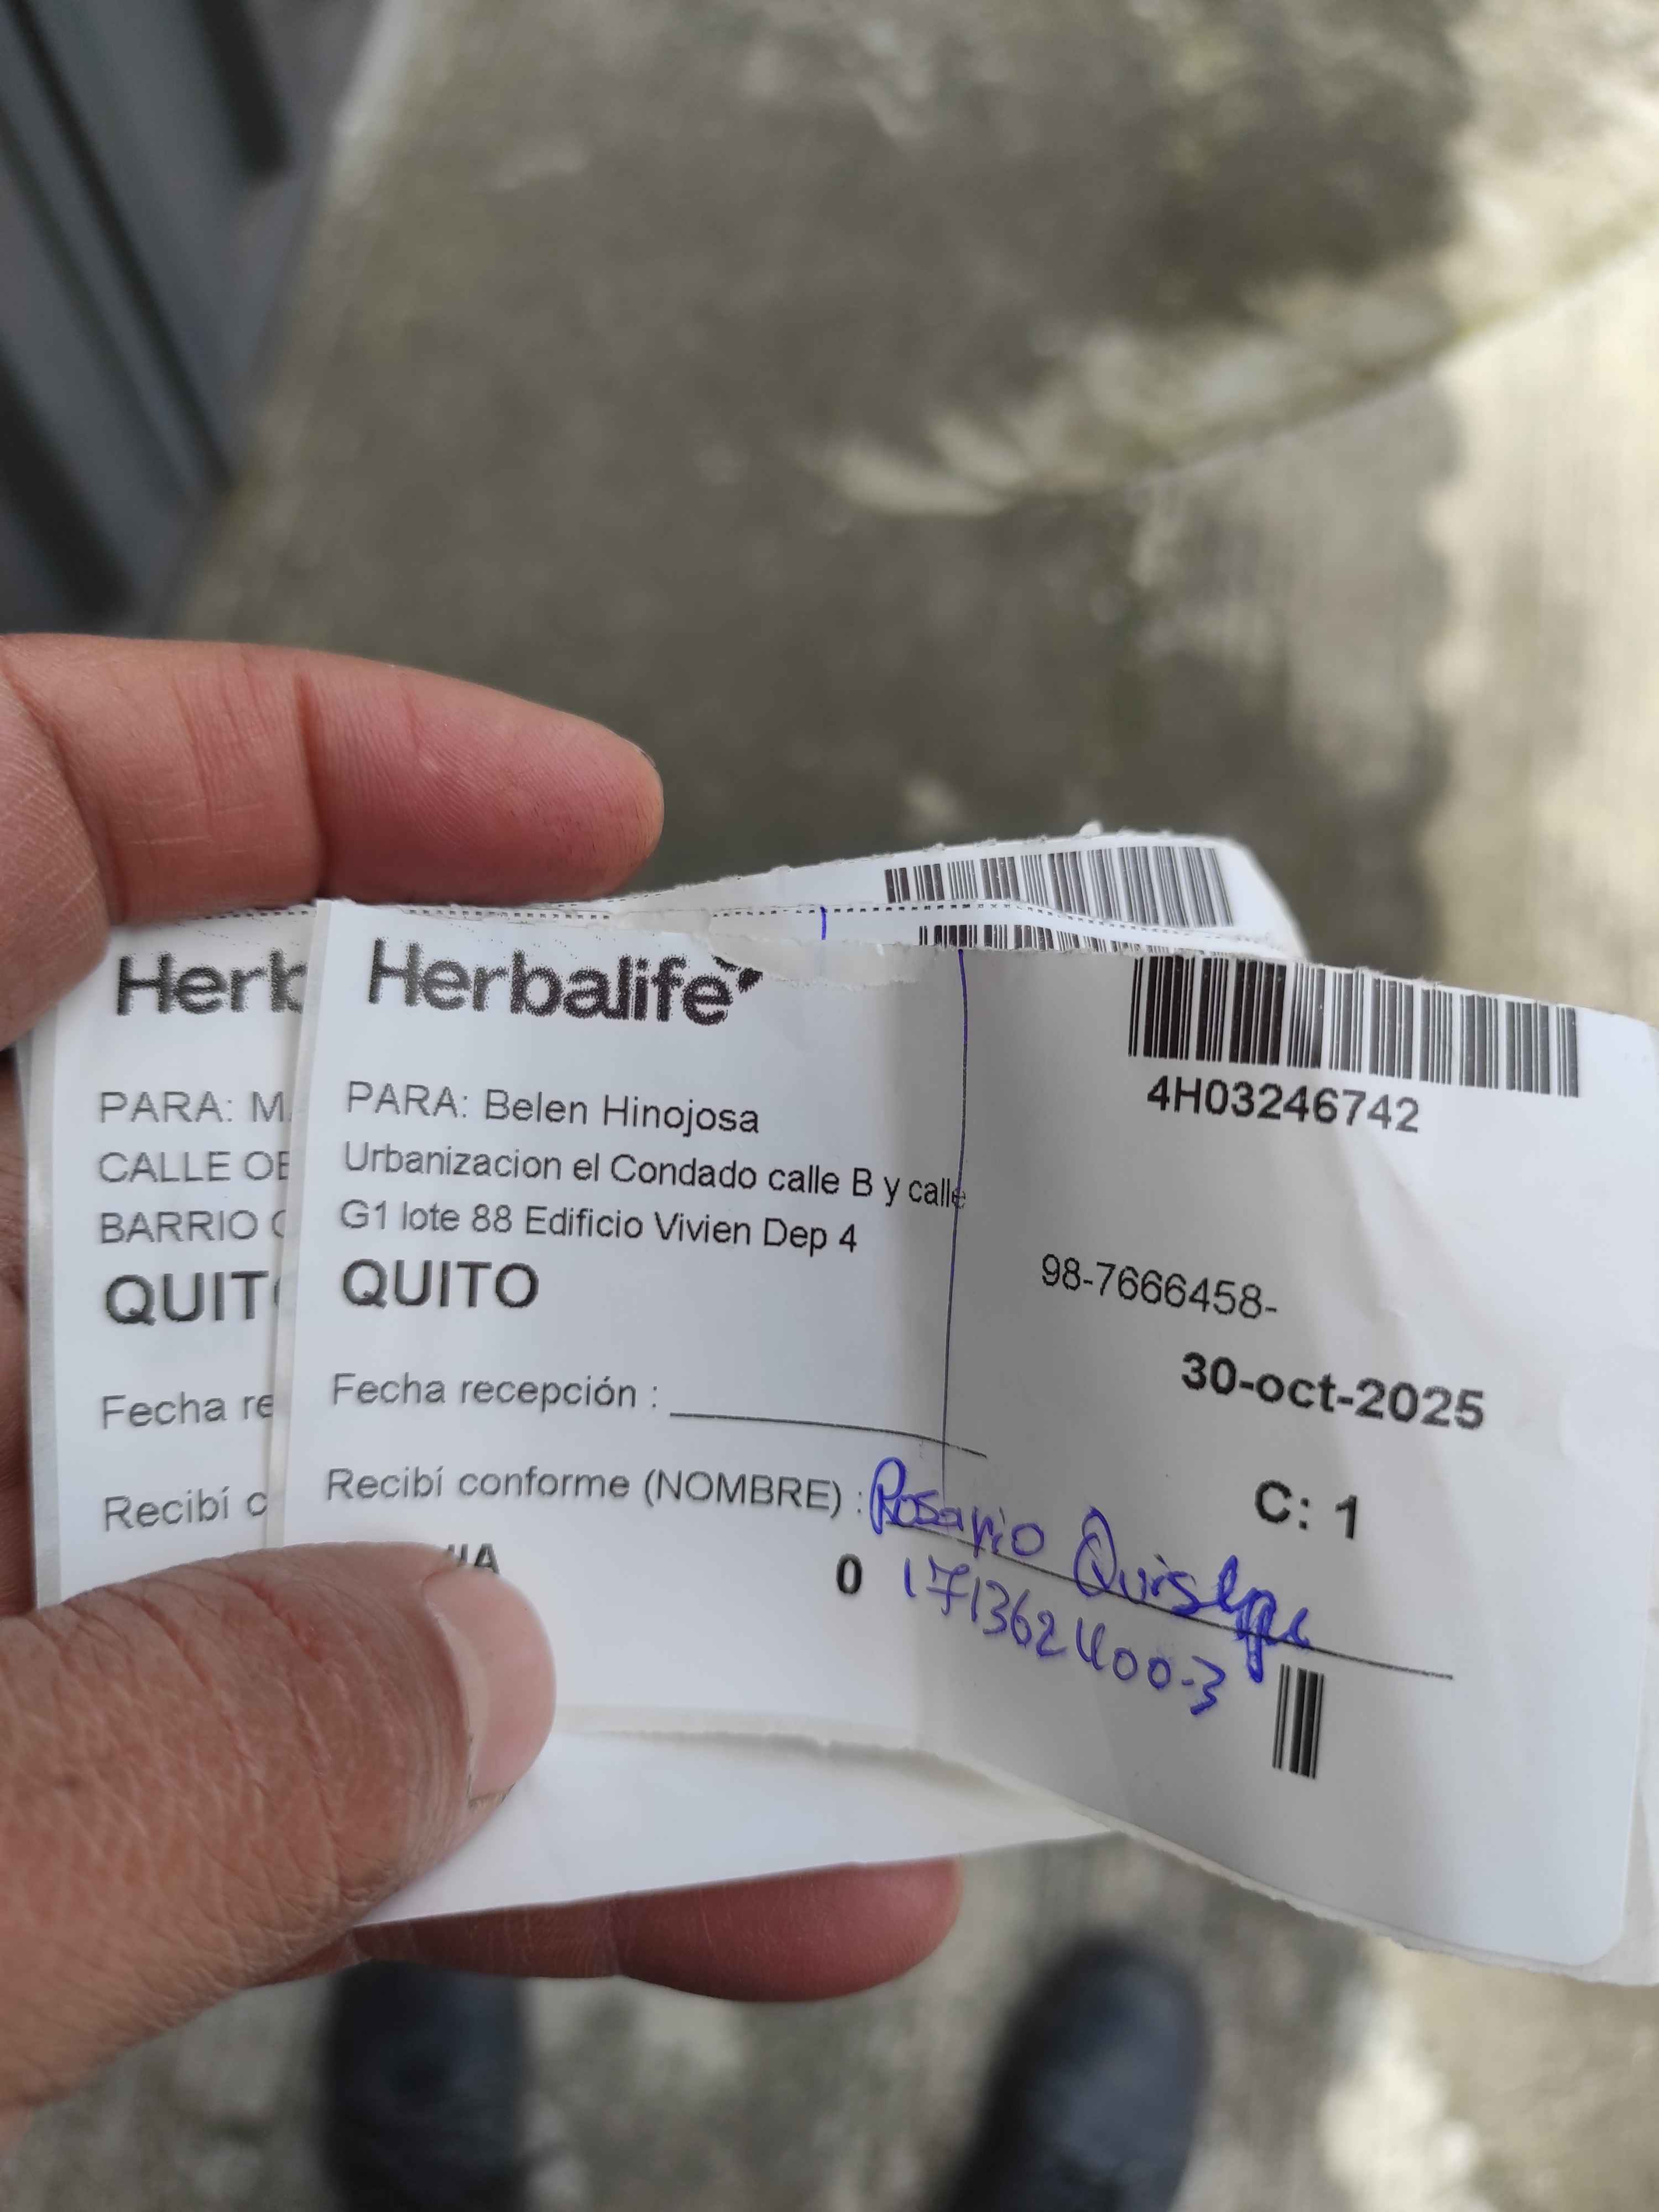 Herbalife
PARA: Belen Hinojosa
Urbanizacion el Condado calle B y calle
G1 lote 88 Edificio Vivien Dep 4
QUITO
Fecha recepción :
Recibí conforme (NOMBRE) : Rosario
0 171362400-3
4H03246742
98-7666458-
30-oct-2025
C: 1
Herb
PARA: M
CALLE OE
BARRIO
QUIT
Fecha re
Recibí c